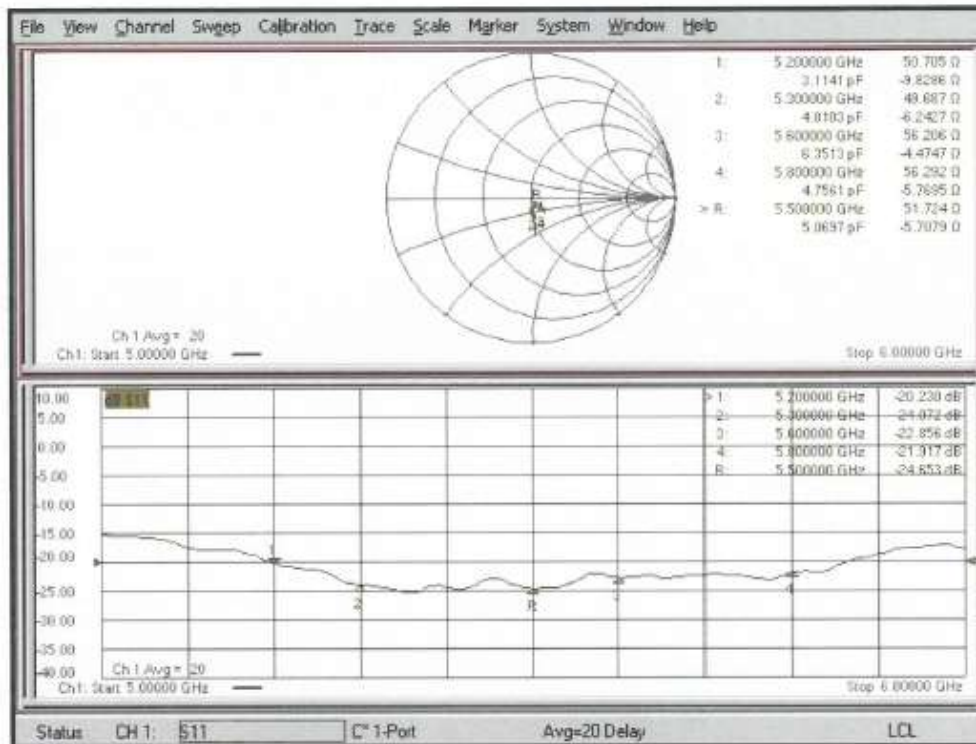 File View Channel Sweep Calibration Trace Scale Marker System Window Help
1: 5.200000 GHz 50.705 Ω
3.1141 pF -9.8286 Ω
2: 5.300000 GHz 49.687 Ω
4.8103 pF -6.2427 Ω
3: 5.600000 GHz 56.206 Ω
6.3513 pF -4.4747 Ω
4: 5.800000 GHz 56.292 Ω
4.7561 pF -5.7695 Ω
> R: 5.500000 GHz 51.724 Ω
5.0697 pF -5.7079 Ω
Ch 1 Avg = 20
Ch1: Start 5.00000 GHz
Stop 6.00000 GHz
10.00
5.00
0.00
-5.00
-10.00
-15.00
-20.00
-25.00
-30.00
-35.00
-40.00
dB S11
> 1: 5.200000 GHz -20.230 dB
2: 5.300000 GHz -24.072 dB
3: 5.600000 GHz -22.856 dB
4: 5.800000 GHz -21.917 dB
R: 5.500000 GHz -24.653 dB
1
2
R
4
Ch 1 Avg = 20
Ch1: Start 5.00000 GHz
Stop 6.00000 GHz
Status CH 1: S11 C* 1-Port Avg=20 Delay LCL